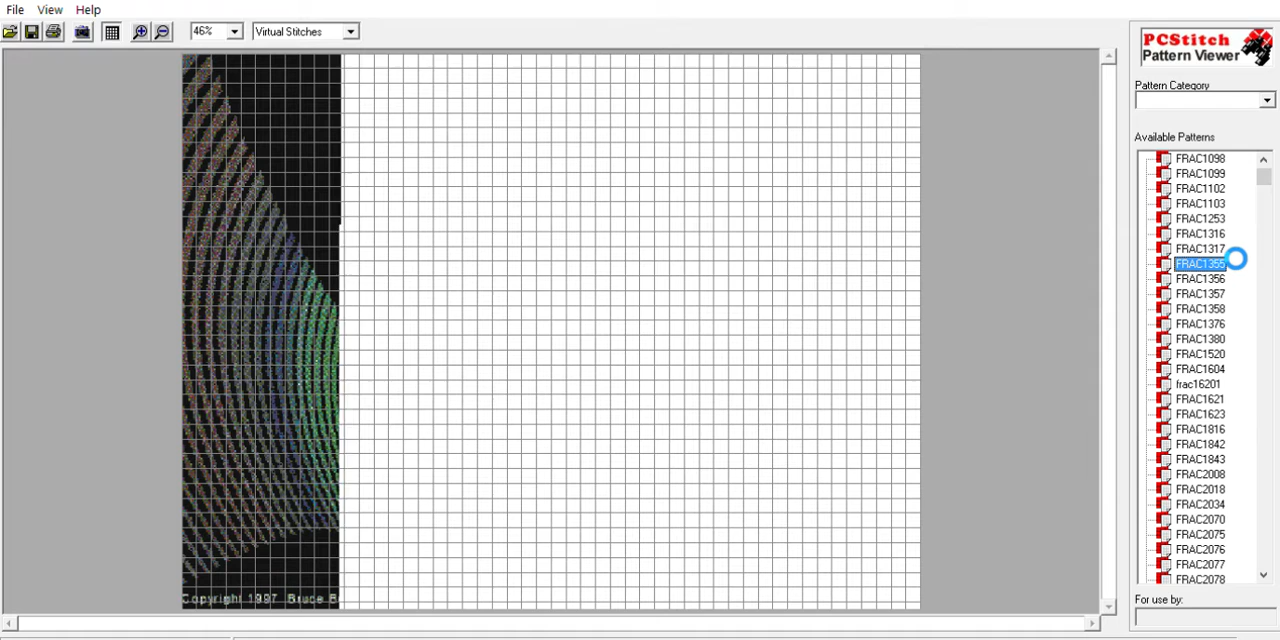 File View Help
46% Virtual Stitches
PCStitch
Pattern Viewer
Pattern Category
Available Patterns
FRAC1098
FRAC1099
FRAC1102
FRAC1103
FRAC1253
FRAC1316
FRAC1317
FRAC1355
FRAC1356
FRAC1357
FRAC1358
FRAC1376
FRAC1380
FRAC1520
FRAC1604
frac16201
FRAC1621
FRAC1623
FRAC1816
FRAC1842
FRAC1843
FRAC2008
FRAC2018
FRAC2034
FRAC2070
FRAC2075
FRAC2076
FRAC2077
FRAC2078
Copyright 1997 Bruce
For use by: